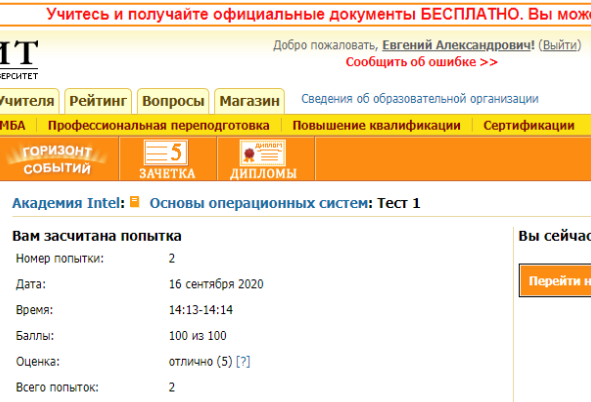 Учитесь и получайте официальные документы БЕСПЛАТНО. Вы
ИТ
Добро пожаловать, Евгений Александрович! (Выйти)
Сообщить об ошибке >>
Учителя Рейтинг Вопросы Магазин Сведения об образовательной организации
МБА Профессиональная переподготовка Повышение квалификации Сертификации
ГОРИЗОНТ СОБЫТИЙ
5 ЗАЧЕТКА
ДИПЛОМ ДИПЛОМЫ
Академия Intel: Основы операционных систем: Тест 1
Вам засчитана попытка
Номер попытки: 2
Дата: 16 сентября 2020
Время: 14:13-14:14
Баллы: 100 из 100
Оценка: отлично (5) [?]
Всего попыток: 2
Вы
Перейти